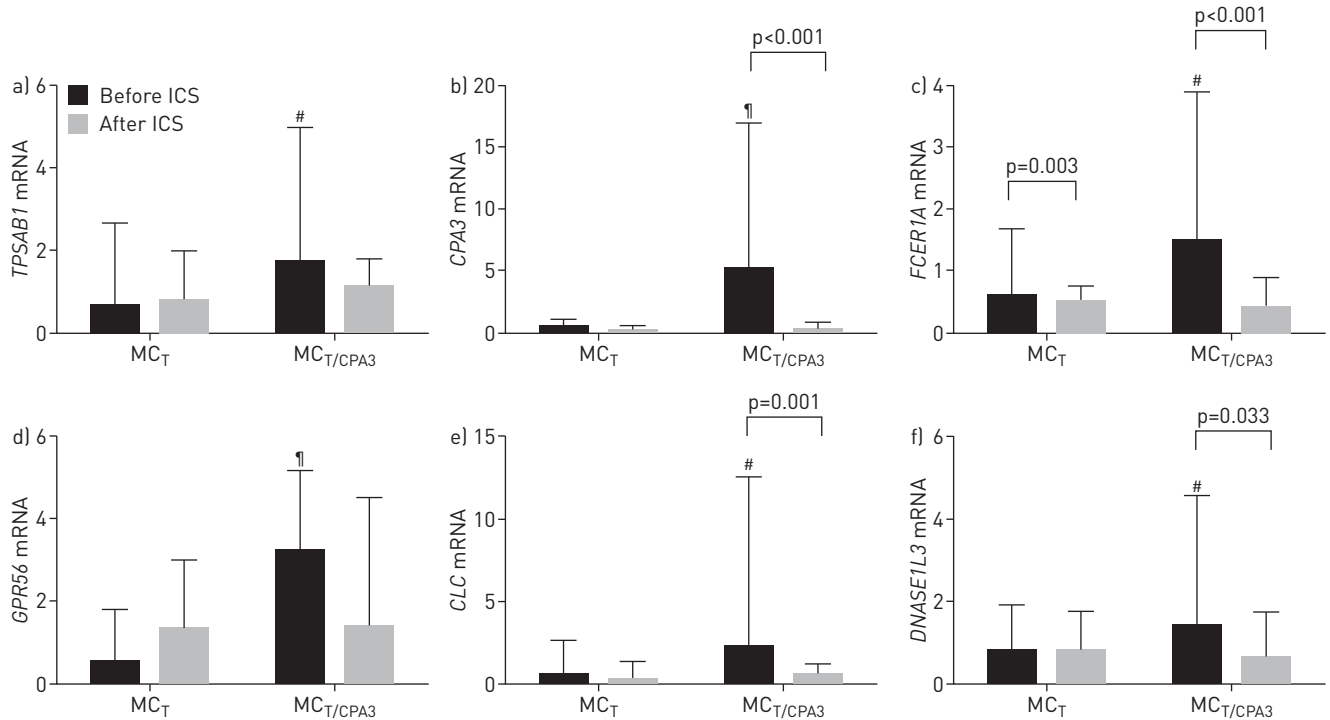 a)
6
4
2
0
TPSAB1 mRNA
Before ICS
After ICS
#
MCT
MCT/CPA3
b)
20
15
10
5
0
CPA3 mRNA
p<0.001
¶
MCT
MCT/CPA3
c)
4
3
2
1
0
FCER1A mRNA
p=0.003
p<0.001
#
MCT
MCT/CPA3
d)
6
4
2
0
GPR56 mRNA
¶
MCT
MCT/CPA3
e)
15
10
5
0
CLC mRNA
p=0.001
#
MCT
MCT/CPA3
f)
6
4
2
0
DNASE1L3 mRNA
p=0.033
#
MCT
MCT/CPA3